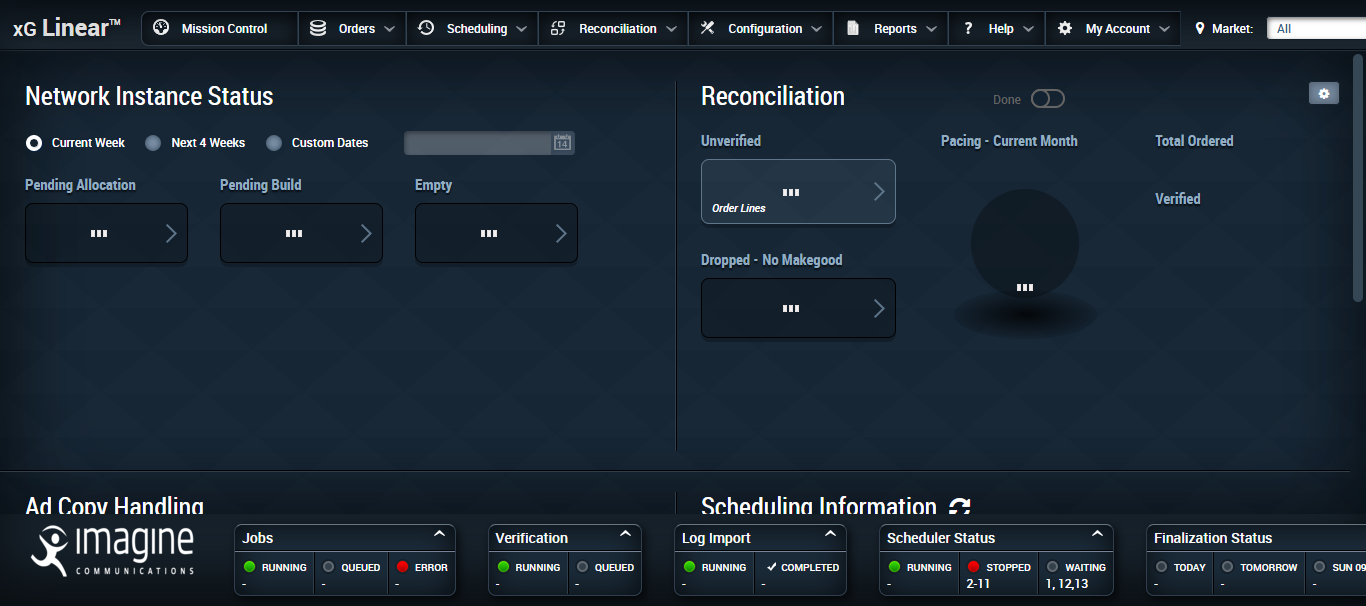 xG Linear™ Mission Control Orders Scheduling Reconciliation Configuration Reports ? Help My Account Market: All
Network Instance Status
Current Week Next 4 Weeks Custom Dates 14
Pending Allocation Pending Build Empty
Reconciliation Done
Unverified Pacing - Current Month Total Ordered
Order Lines
Verified
Dropped - No Makegood
Ad Copy Handling Scheduling Information
imagine
COMMUNICATIONS
Jobs
RUNNING QUEUED ERROR
- - -
Verification
RUNNING QUEUED
- -
Log Import
RUNNING COMPLETED
- -
Scheduler Status
RUNNING STOPPED WAITING
- 2-11 1, 12,13
Finalization Status
TODAY TOMORROW SUN 09
- - -